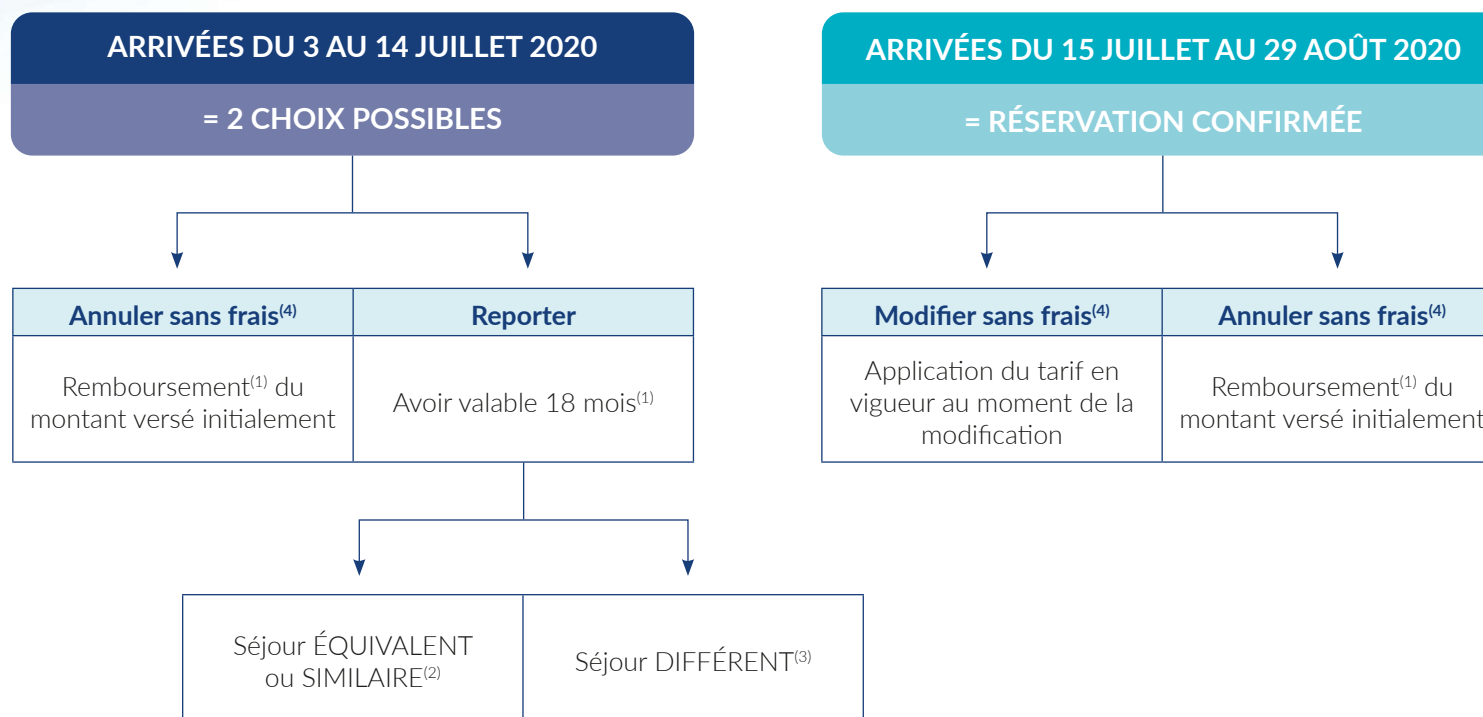 ARRIVÉES DU 3 AU 14 JUILLET 2020
= 2 CHOIX POSSIBLES
Annuler sans frais(4)
Remboursement(1) du
montant versé initialement
Reporter
Avoir valable 18 mois(1)
Séjour ÉQUIVALENT
ou SIMILAIRE(2)
Séjour DIFFÉRENT(3)
ARRIVÉES DU 15 JUILLET AU 29 AOÛT 2020
= RÉSERVATION CONFIRMÉE
Modifier sans frais(4)
Application du tarif en
vigueur au moment de la
modification
Annuler sans frais(4)
Remboursement(1) du
montant versé initialement